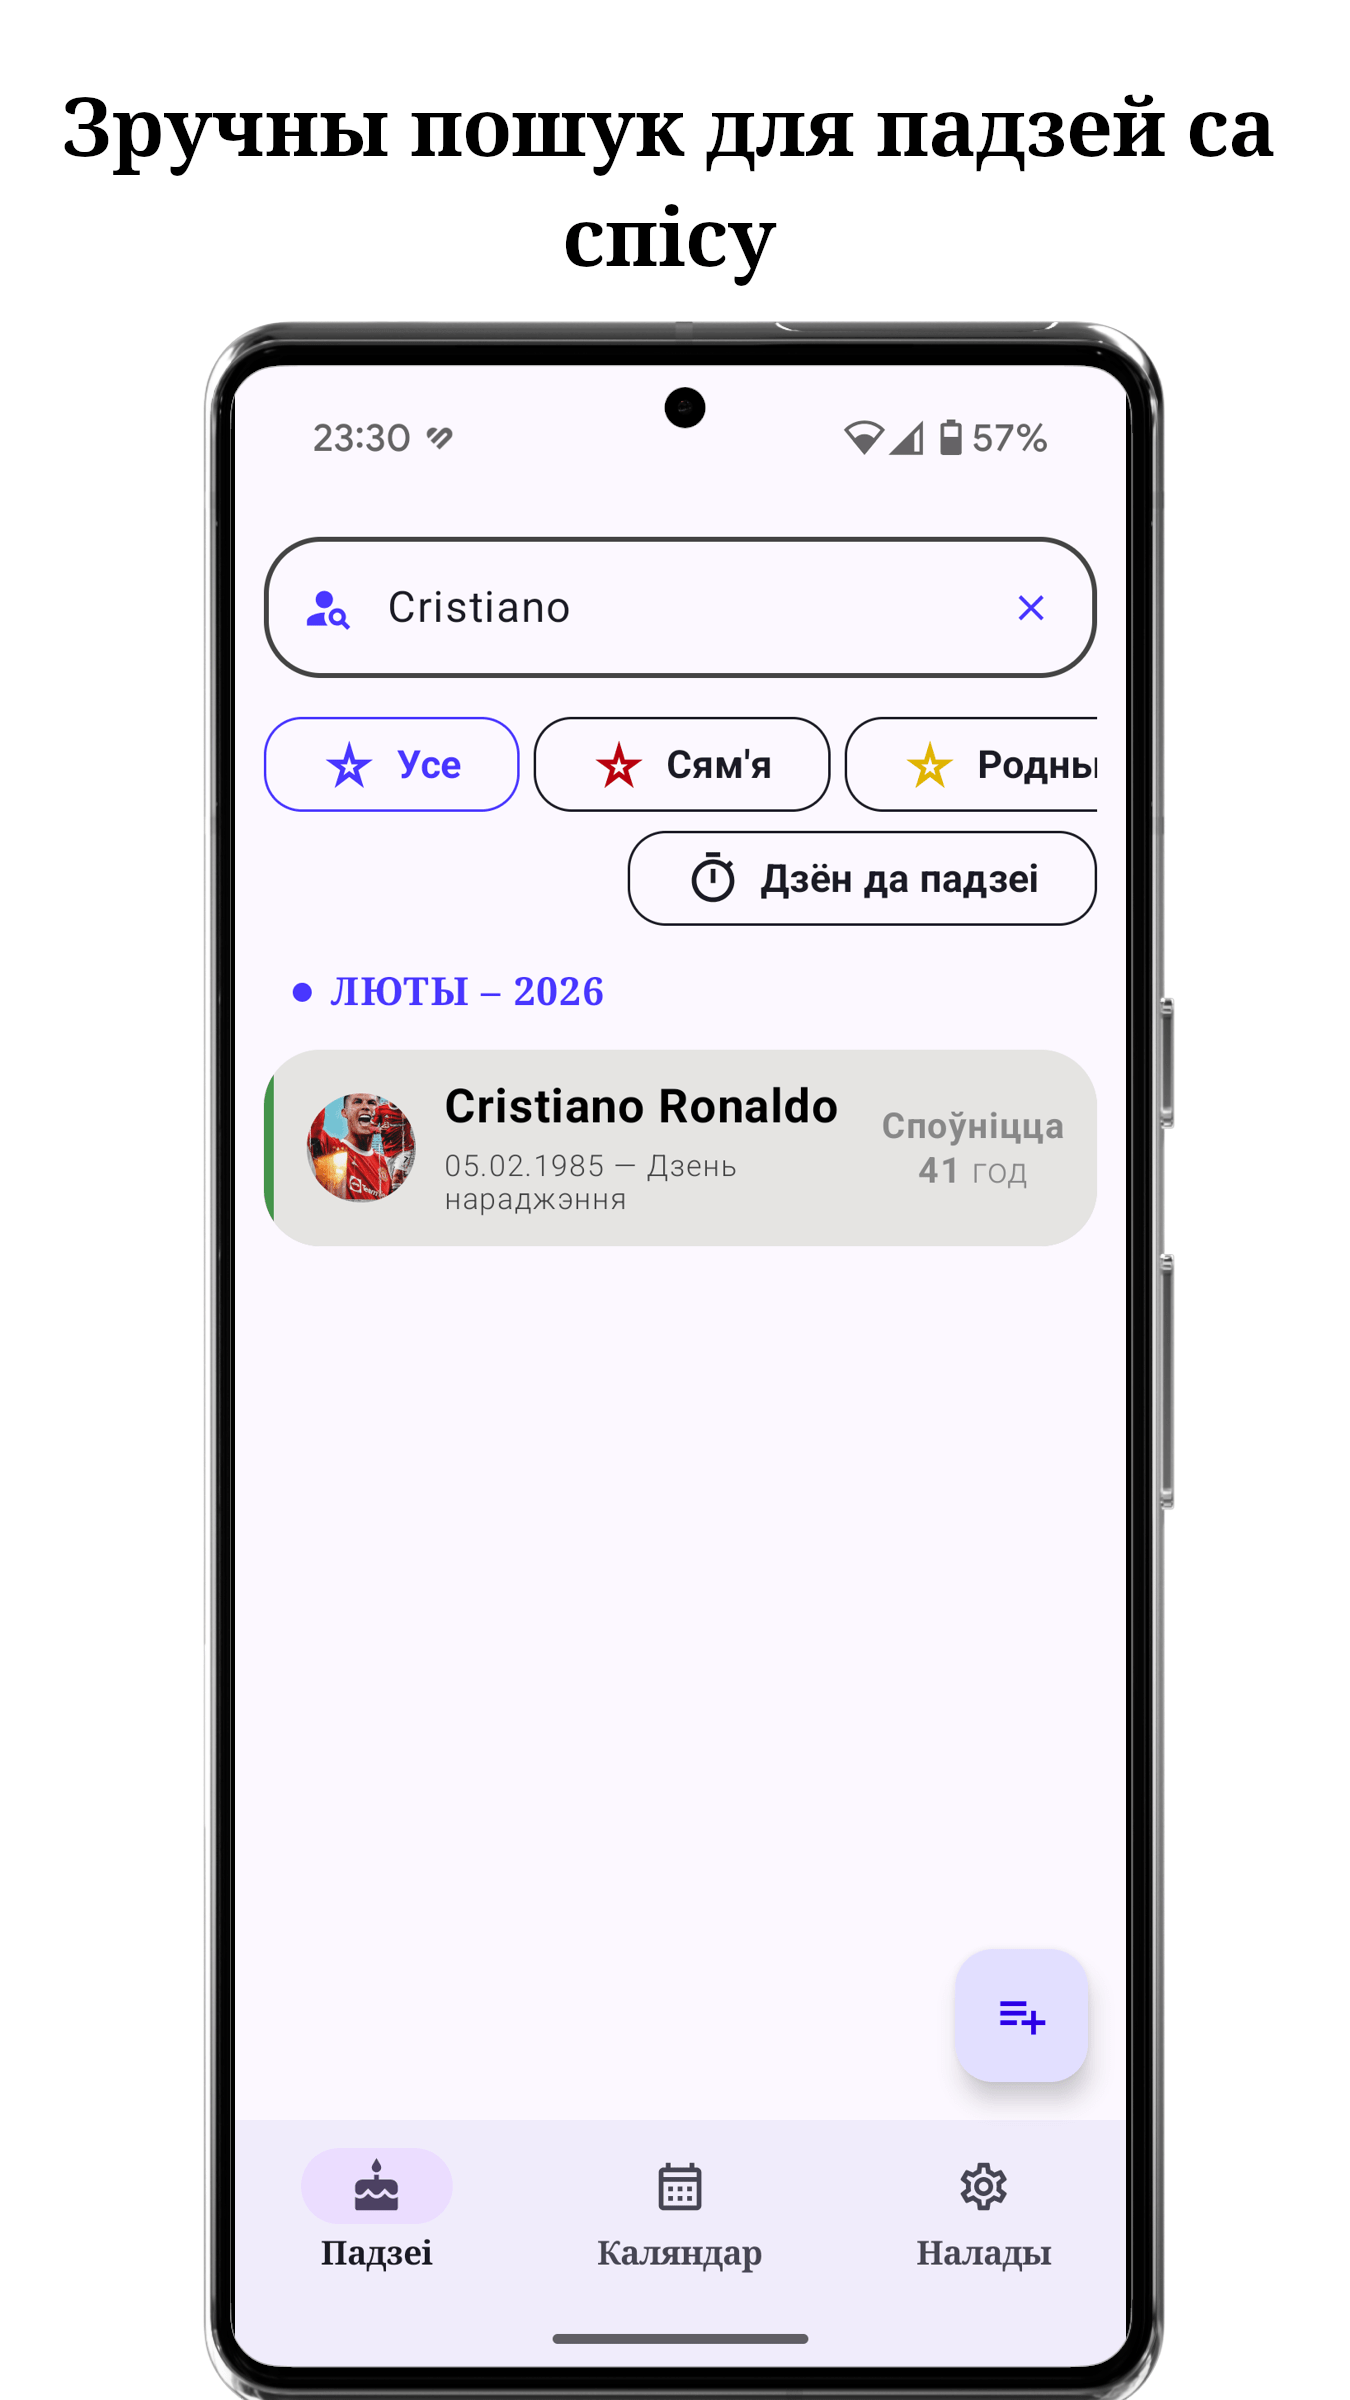 Зручны пошук для падзей са
спісу
23:30
57%
Cristiano
Усе
Сям'я
Родны
Дзён да падзеі
ЛЮТЫ – 2026
Cristiano Ronaldo
05.02.1985 — Дзень
нараджэння
Споўніцца
41 год
Падзеі
Каляндар
Налады